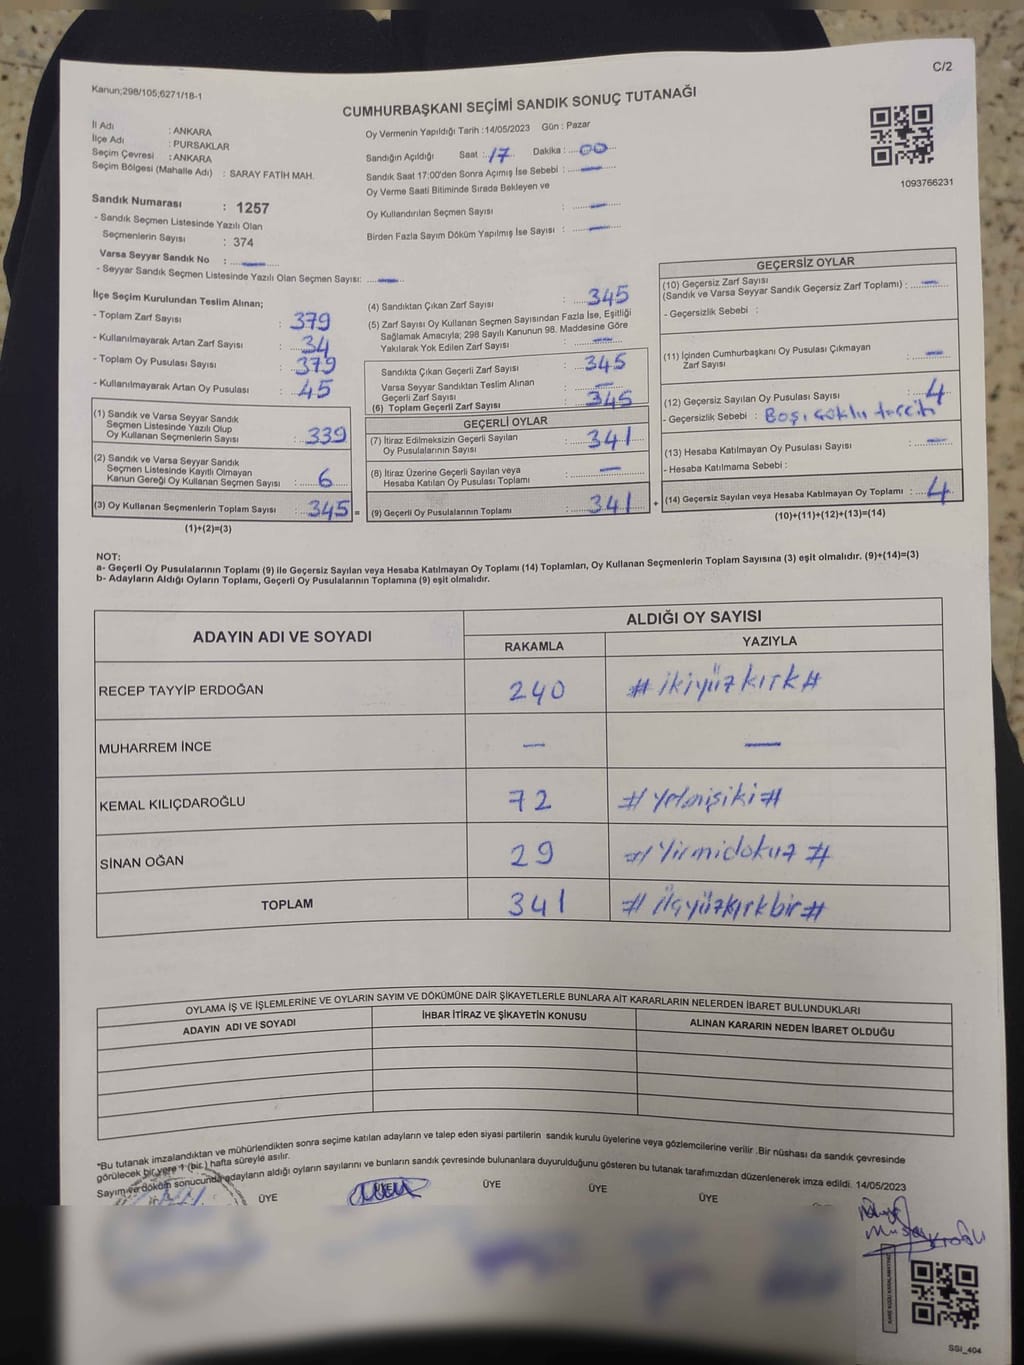 C/2
Kanun;298/105;6271/18-1
CUMHURBAŞKANI SEÇİMİ SANDIK SONUÇ TUTANAĞI
İl Adı : ANKARA
İlçe Adı : PURSAKLAR
Seçim Çevresi : ANKARA
Seçim Bölgesi (Mahalle Adı) : SARAY FATİH MAH.
Oy Vermenin Yapıldığı Tarih :14/05/2023 Gün : Pazar
Sandığın Açıldığı Saat : 17 Dakika : 00
Sandık Saat 17:00'den Sonra Açımış İse Sebebi : —
Oy Verme Saati Bitiminde Sırada Bekleyen ve
Oy Kullandırılan Seçmen Sayısı : —
Birden Fazla Sayım Döküm Yapılmış İse Sayısı : —
1093766231
Sandık Numarası : 1257
- Sandık Seçmen Listesinde Yazılı Olan
Seçmenlerin Sayısı : 374
Varsa Seyyar Sandık No : —
- Seyyar Sandık Seçmen Listesinde Yazılı Olan Seçmen Sayısı: —
İlçe Seçim Kurulundan Teslim Alınan;
- Toplam Zarf Sayısı : 379
- Kullanılmayarak Artan Zarf Sayısı : 34
- Toplam Oy Pusulası Sayısı : 379
- Kullanılmayarak Artan Oy Pusulası : 45
(1) Sandık ve Varsa Seyyar Sandık
Seçmen Listesinde Yazılı Olup
Oy Kullanan Seçmenlerin Sayısı : 339
(2) Sandık ve Varsa Seyyar Sandık
Seçmen Listesinde Kayıtlı Olmayan
Kanun Gereği Oy Kullanan Seçmen Sayısı : 6
(3) Oy Kullanan Seçmenlerin Toplam Sayısı : 345 =
(1)+(2)=(3)
(4) Sandıktan Çıkan Zarf Sayısı : 345
(5) Zarf Sayısı Oy Kullanan Seçmen Sayısından Fazla İse, Eşitliği
Sağlamak Amacıyla; 298 Sayılı Kanunun 98. Maddesine Göre
Yakılarak Yok Edilen Zarf Sayısı : —
Sandıkta Çıkan Geçerli Zarf Sayısı : 345
Varsa Seyyar Sandıktan Teslim Alınan
Geçerli Zarf Sayısı : —
(6) Toplam Geçerli Zarf Sayısı : 345
GEÇERLİ OYLAR
(7) İtiraz Edilmeksizin Geçerli Sayılan
Oy Pusulalarının Sayısı : 341
(8) İtiraz Üzerine Geçerli Sayılan veya
Hesaba Katılan Oy Pusulası Toplamı : —
(9) Geçerli Oy Pusulalarının Toplamı : 341 +
GEÇERSİZ OYLAR
(10) Geçersiz Zarf Sayısı
(Sandık ve Varsa Seyyar Sandık Geçersiz Zarf Toplamı) : —
- Geçersizlik Sebebi :
(11) İçinden Cumhurbaşkanı Oy Pusulası Çıkmayan
Zarf Sayısı : —
(12) Geçersiz Sayılan Oy Pusulası Sayısı : 4
- Geçersizlik Sebebi : Boş, çoklu tercih
(13) Hesaba Katılmayan Oy Pusulası Sayısı : —
- Hesaba Katılmama Sebebi :
(14) Geçersiz Sayılan veya Hesaba Katılmayan Oy Toplamı : 4
(10)+(11)+(12)+(13)=(14)
NOT:
a- Geçerli Oy Pusulalarının Toplamı (9) ile Geçersiz Sayılan veya Hesaba Katılmayan Oy Toplamı (14) Toplamları, Oy Kullanan Seçmenlerin Toplam Sayısına (3) eşit olmalıdır. (9)+(14)=(3)
b- Adayların Aldığı Oyların Toplamı, Geçerli Oy Pusulalarının Toplamına (9) eşit olmalıdır.
ADAYIN ADI VE SOYADI ALDIĞI OY SAYISI
RAKAMLA YAZIYLA
RECEP TAYYİP ERDOĞAN 240 # ikiyüzkırk #
MUHARREM İNCE — —
KEMAL KILIÇDAROĞLU 72 # Yetmişiki #
SİNAN OĞAN 29 # Yirmidokuz #
TOPLAM 341 # üçyüzkırkbir #
OYLAMA İŞ VE İŞLEMLERİNE VE OYLARIN SAYIM VE DÖKÜMÜNE DAİR ŞİKAYETLERLE BUNLARA AİT KARARLARIN NELERDEN İBARET BULUNDUKLARI
ADAYIN ADI VE SOYADI İHBAR İTİRAZ VE ŞİKAYETİN KONUSU ALINAN KARARIN NEDEN İBARET OLDUĞU
*Bu tutanak imzalandıktan ve mühürlendikten sonra seçime katılan adayların ve talep eden siyasi partilerin sandık kurulu üyelerine veya gözlemcilerine verilir .Bir nüshası da sandık çevresinde
görülecek bir yere 1 (bir ) hafta süreyle asılır.
Sayım ve döküm sonucunda adayların aldığı oyların sayılarını ve bunların sandık çevresinde bulunanlara duyurulduğunu gösteren bu tutanak tarafımızdan düzenlenerek imza edildi. 14/05/2023
ÜYE ÜYE ÜYE ÜYE ÜYE
SSI_404